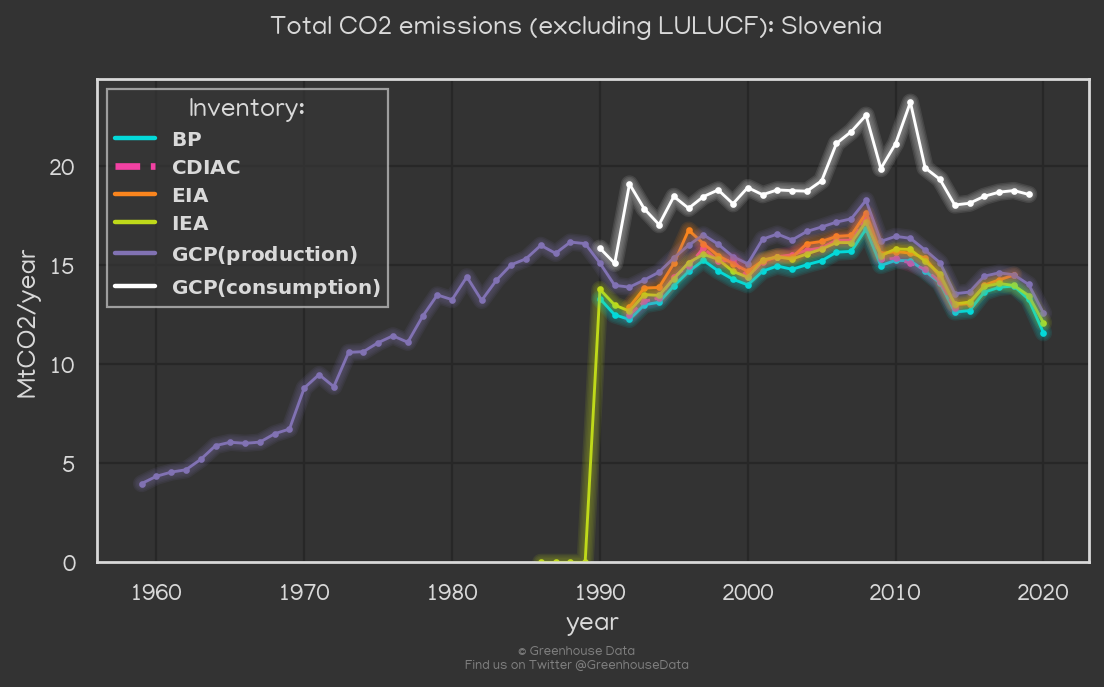 Total CO2 emissions (excluding LULUCF): Slovenia
Inventory:
BP
CDIAC
EIA
IEA
GCP(production)
GCP(consumption)
MtCO2/year
20
15
10
5
0
1960 1970 1980 1990 2000 2010 2020
year
© Greenhouse Data
Find us on Twitter @GreenhouseData